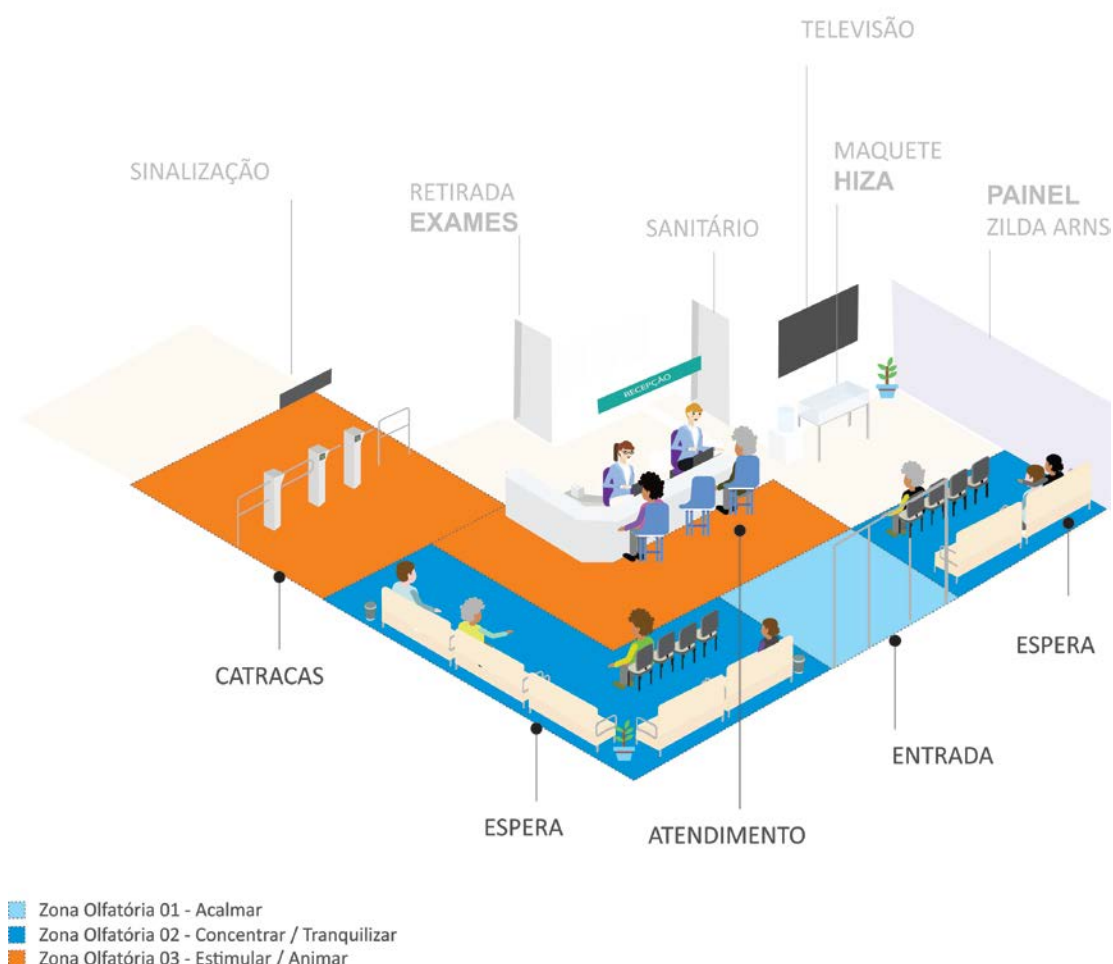 TELEVISÃO
SINALIZAÇÃO
RETIRADA
EXAMES
SANITÁRIO
MAQUETE
HIZA
PAINEL
ZILDA ARNS
RECEPÇÃO
CATRACAS
ESPERA
ATENDIMENTO
ENTRADA
ESPERA
Zona Olfatória 01 - Acalmar
Zona Olfatória 02 - Concentrar / Tranquilizar
Zona Olfatória 03 - Estimular / Animar